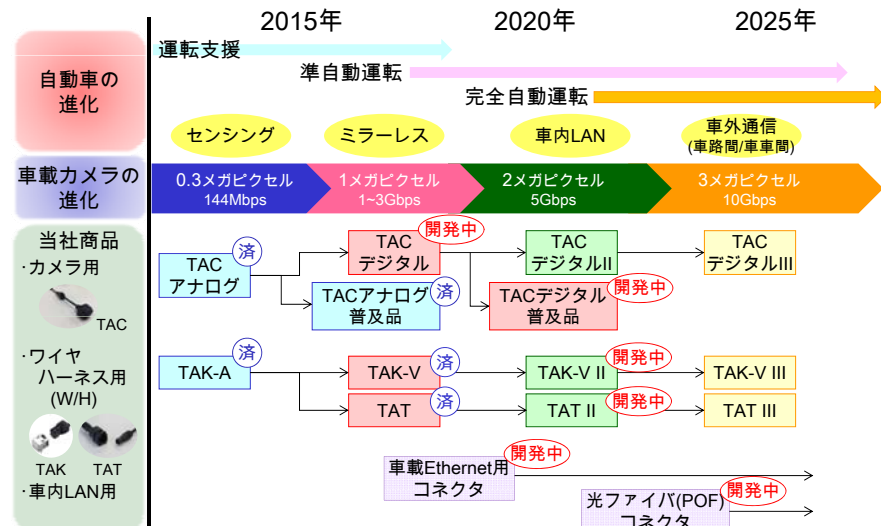 2015年
2020年
2025年
自動車の
進化
運転支援
準自動運転
完全自動運転
センシング
ミラーレス
車内LAN
車外通信
(車路間/車車間)
車載カメラの
進化
0.3メガピクセル
144Mbps
1メガピクセル
1~3Gbps
2メガピクセル
5Gbps
3メガピクセル
10Gbps
当社商品
･カメラ用
TAC
･ワイヤ
ハーネス用
(W/H)
TAK
TAT
･車内LAN用
TAC
アナログ
済
TAC
デジタル
開発中
TAC
デジタルII
TAC
デジタルIII
TACアナログ
普及品
済
TACデジタル
普及品
開発中
TAK-A
済
TAK-V
済
TAK-V II
開発中
TAK-V III
TAT
済
TAT II
開発中
TAT III
車載Ethernet用
コネクタ
開発中
光ファイバ(POF)
コネクタ
開発中